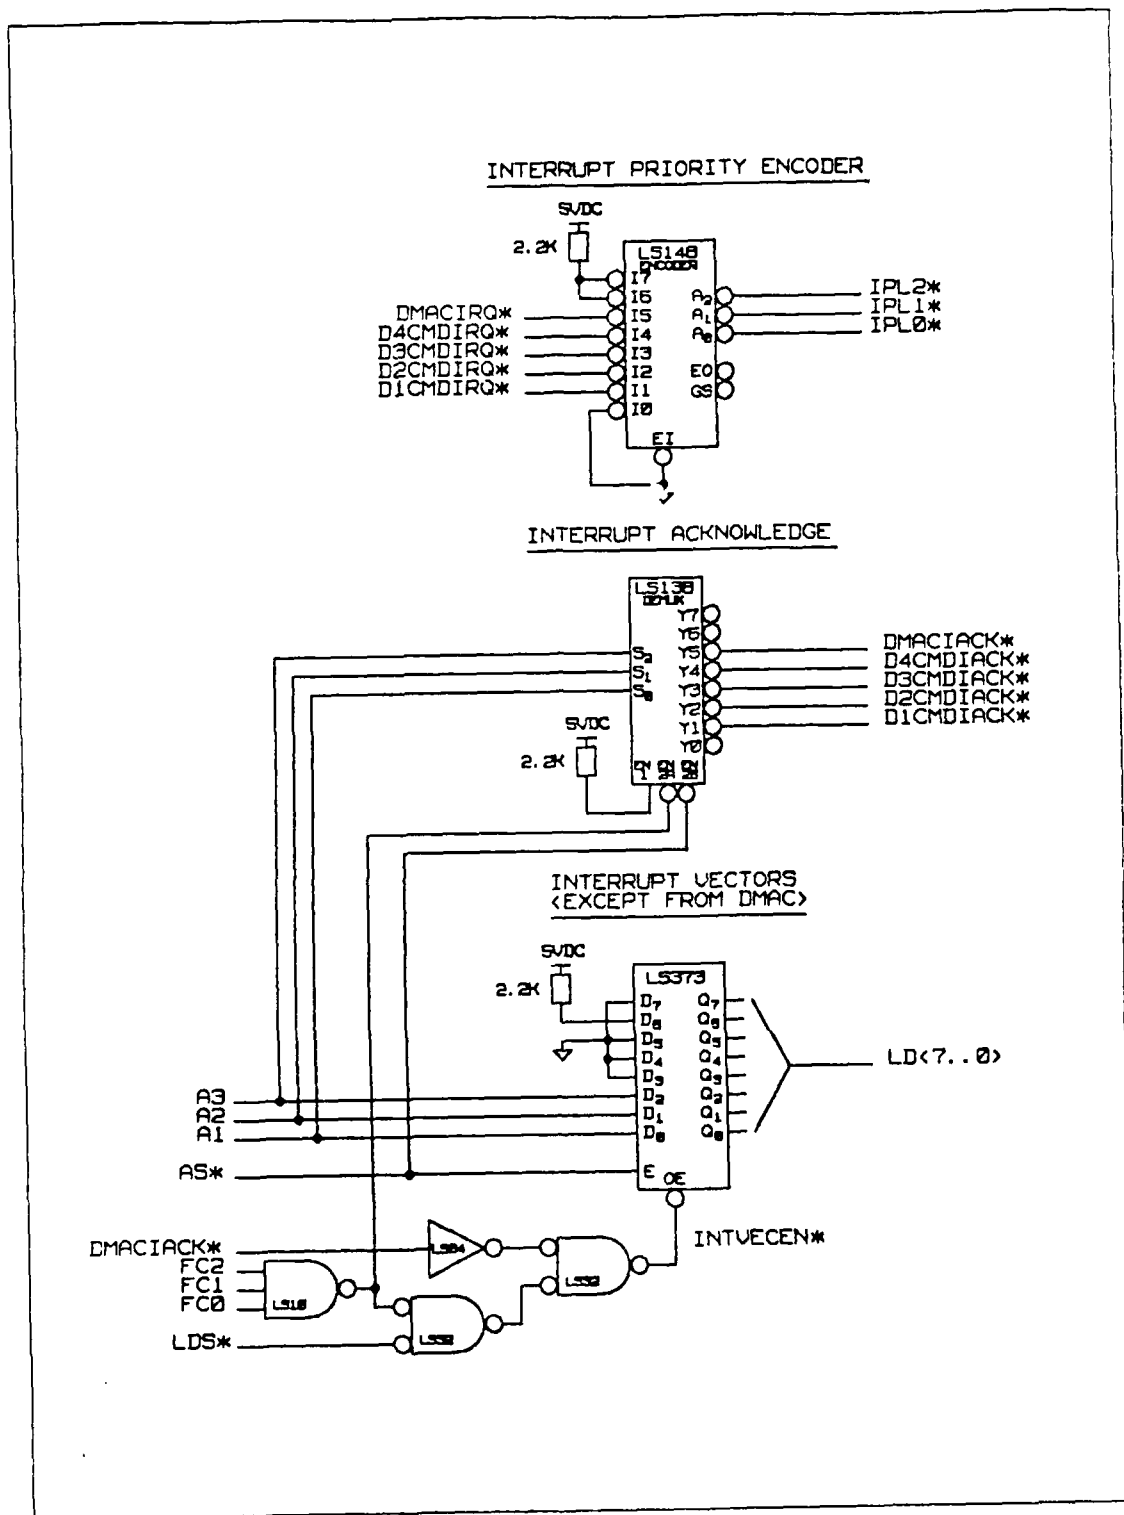 INTERRUPT PRIORITY ENCODER
5VDC
2.2K
LS148
ENCODER
I7
I6
DMACIRQ* I5
D4CMDIRQ* I4
D3CMDIRQ* I3
D2CMDIRQ* I2
D1CMDIRQ* I1
I0
A2 IPL2*
A1 IPL1*
A0 IPL0*
EO
GS
EI
INTERRUPT ACKNOWLEDGE
LS138
DEMUX
Y7
Y6
S2 Y5 DMACIACK*
S1 Y4 D4CMDIACK*
S0 Y3 D3CMDIACK*
Y2 D2CMDIACK*
Y1 D1CMDIACK*
Y0
5VDC
2.2K
EN 1
EN
EN
INTERRUPT VECTORS
<EXCEPT FROM DMAC>
5VDC
2.2K
LS373
D7 Q7
D6 Q6
D5 Q5
D4 Q4
D3 Q3
A3 D2 Q2
A2 D1 Q1
A1 D0 Q0
LD<7..0>
AS* E OE
INTVECEN*
DMACIACK* LS04
FC2
FC1
FC0
LS10
LS32
LS32
LDS*